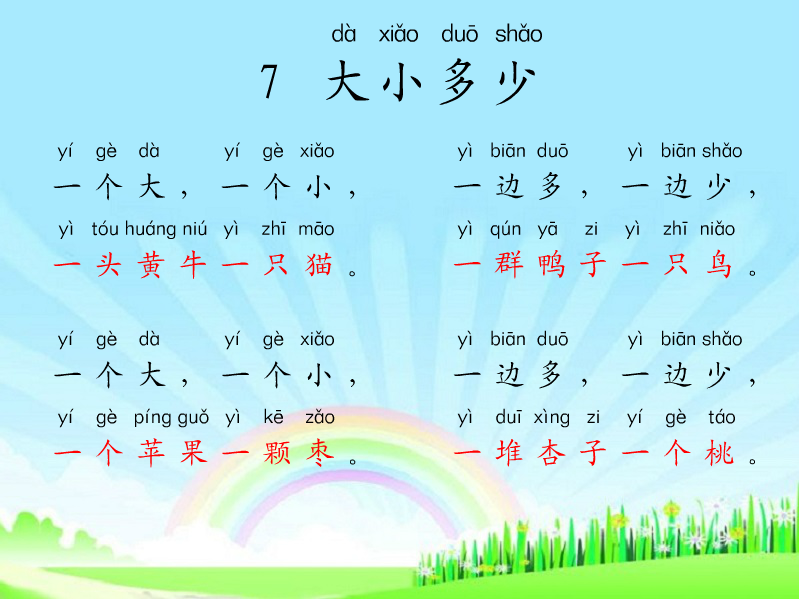 dà xiǎo duō shǎo
7 大小多少
yí gè dà yí gè xiǎo
一个大，一个小，
yì tóu huáng niú yì zhī māo
一头黄牛一只猫。
yì biān duō yì biān shǎo
一边多，一边少，
yì qún yā zi yì zhī niǎo
一群鸭子一只鸟。
yí gè dà yí gè xiǎo
一个大，一个小，
yí gè píng guǒ yì kē zǎo
一个苹果一颗枣。
yì biān duō yì biān shǎo
一边多，一边少，
yì duī xìng zi yí gè táo
一堆杏子一个桃。